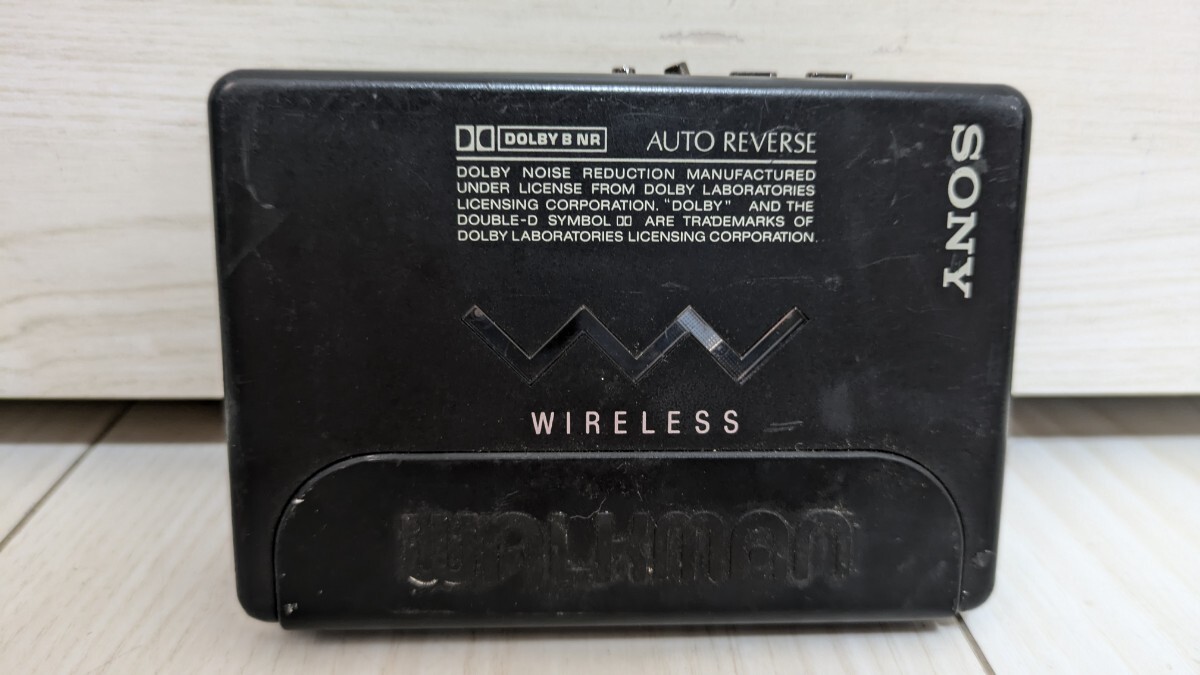 DOLBY B NR AUTO REVERSE
DOLBY NOISE REDUCTION MANUFACTURED
UNDER LICENSE FROM DOLBY LABORATORIES
LICENSING CORPORATION. "DOLBY" AND THE
DOUBLE-D SYMBOL ARE TRADEMARKS OF
DOLBY LABORATORIES LICENSING CORPORATION.
SONY
WIRELESS
WALKMAN